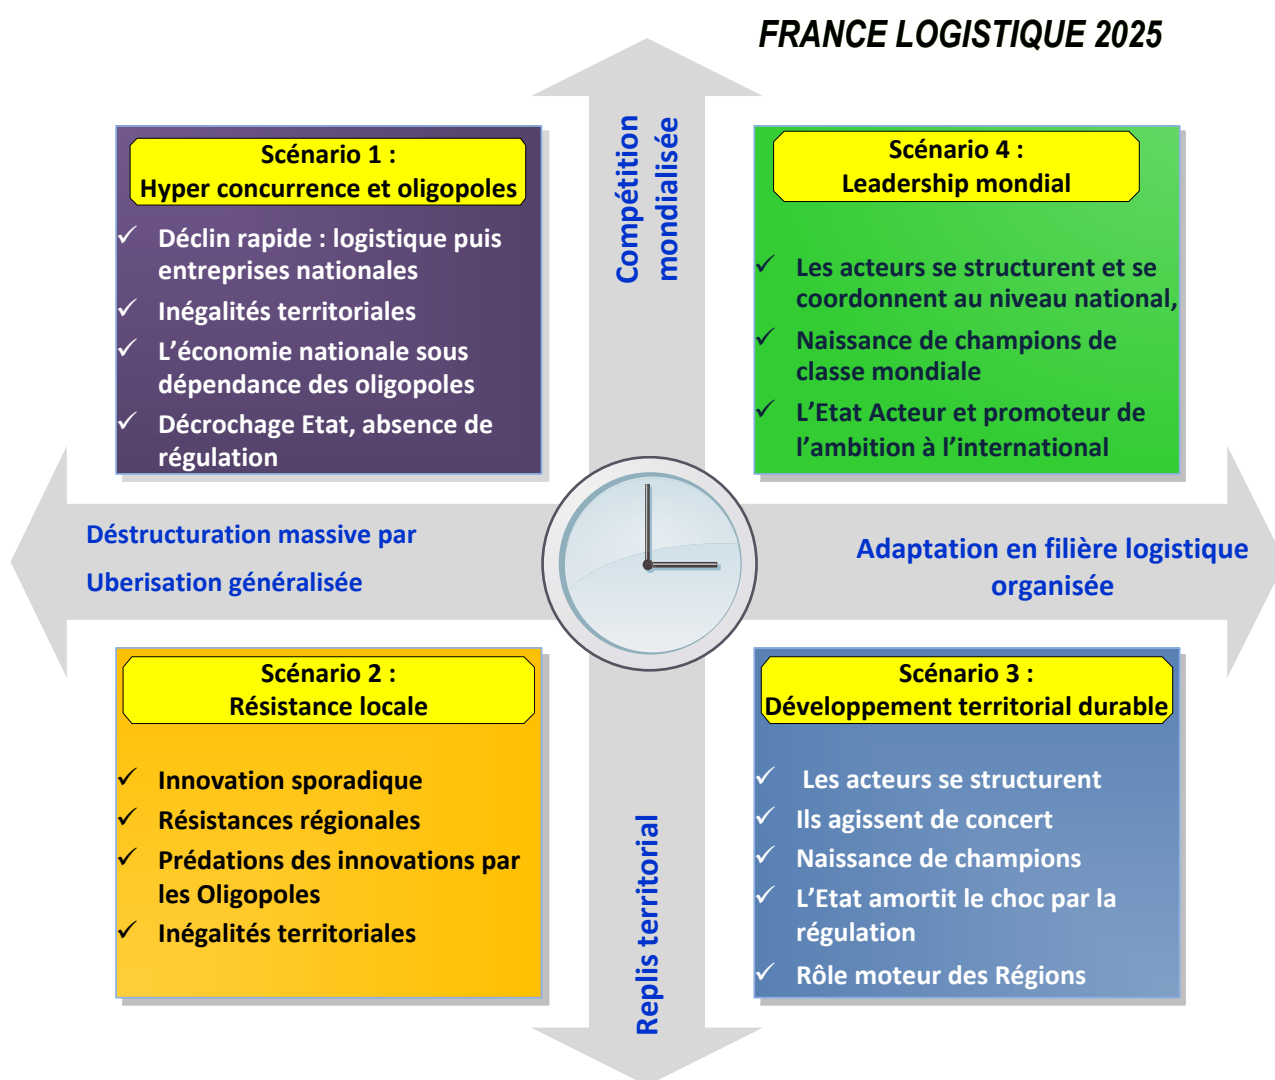 FRANCE LOGISTIQUE 2025
Compétition
mondialisée
Scénario 1 :
Hyper concurrence et oligopoles
✓ Déclin rapide : logistique puis
entreprises nationales
✓ Inégalités territoriales
✓ L’économie nationale sous
dépendance des oligopoles
✓ Décrochage Etat, absence de
régulation
Scénario 4 :
Leadership mondial
✓ Les acteurs se structurent et se
coordonnent au niveau national,
✓ Naissance de champions de
classe mondiale
✓ L’Etat Acteur et promoteur de
l’ambition à l’international
Déstructuration massive par
Uberisation généralisée
Adaptation en filière logistique
organisée
Scénario 2 :
Résistance locale
✓ Innovation sporadique
✓ Résistances régionales
✓ Prédations des innovations par
les Oligopoles
✓ Inégalités territoriales
Scénario 3 :
Développement territorial durable
✓ Les acteurs se structurent
✓ Ils agissent de concert
✓ Naissance de champions
✓ L’Etat amortit le choc par la
régulation
✓ Rôle moteur des Régions
Replis territorial